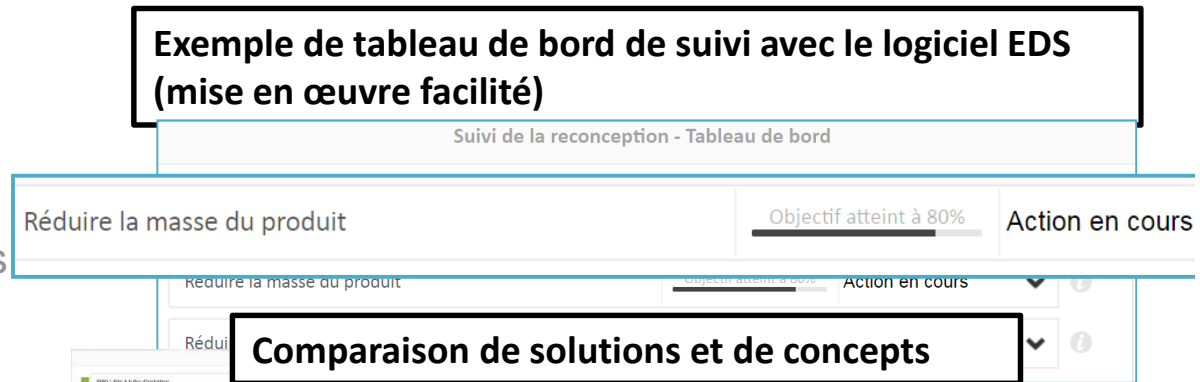 Exemple de tableau de bord de suivi avec le logiciel EDS
(mise en œuvre facilité)
Suivi de la reconception - Tableau de bord
Réduire la masse du produit Objectif atteint à 80% Action en cours
s
Réduire la masse du produit Objectif atteint à 80% Action en cours
Rédui
Comparaison de solutions et de concepts